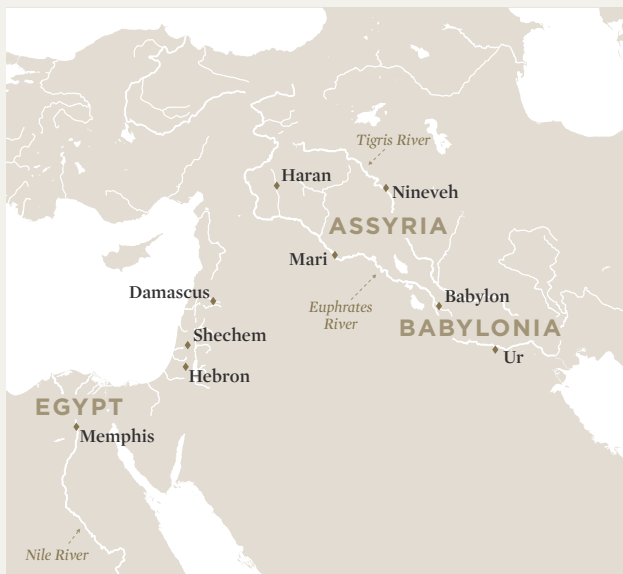 Tigris River
Haran
Nineveh
ASSYRIA
Mari
Damascus
Euphrates
River
Babylon
BABYLONIA
Shechem
Ur
Hebron
EGYPT
Memphis
Nile River